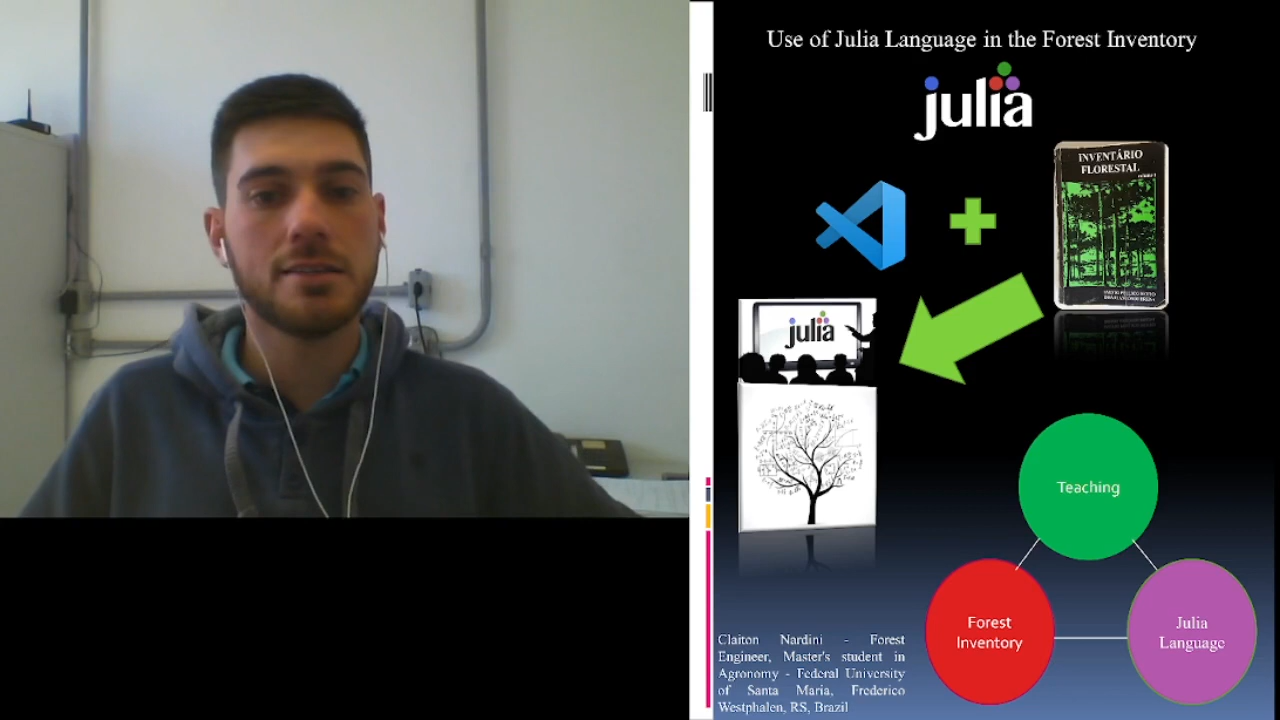 Use of Julia Language in the Forest Inventory
julia
INVENTÁRIO
FLORESTAL
julia
Teaching
Forest
Inventory
Julia
Language
Claiton Nardini - Forest
Engineer, Master's student in
Agronomy - Federal University
of Santa Maria, Frederico
Westphalen, RS, Brazil